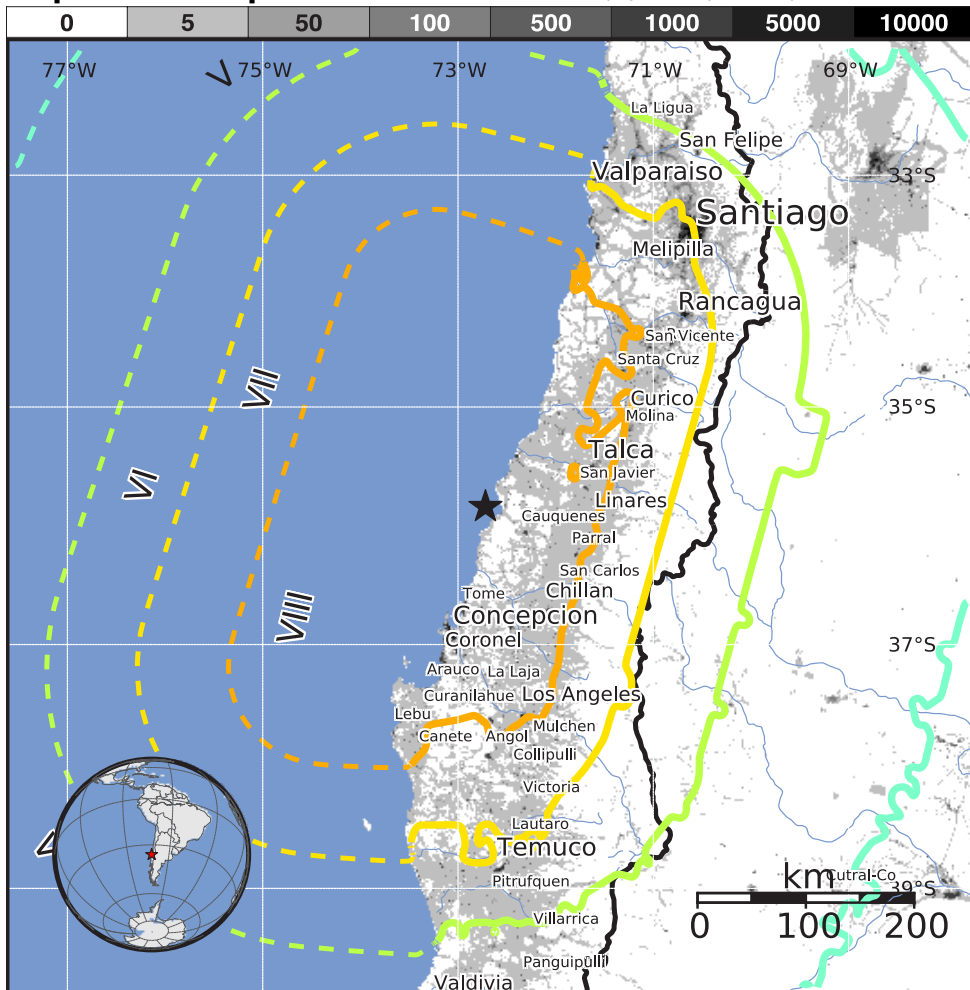 0 5 50 100 500 1000 5000 10000
77°W 75°W 73°W 71°W 69°W
V
La Ligua
San Felipe
Valparaiso
33°S
Santiago
Melipilla
Rancagua
San Vicente
Santa Cruz
VII
Curico
35°S
Molina
Talca
San Javier
VI
Linares
Cauquenes
Parral
San Carlos
Chillan
Tome
VIII
Concepcion
Coronel
37°S
Arauco La Laja
Curanilahue Los Angeles
Lebu
Mulchen
Canete Angol
Collipulli
Victoria
Lautaro
V
Temuco
km
Cutral-Co
Pitrufquen
39°S
0 100 200
Villarrica
Panguipulli
Valdivia